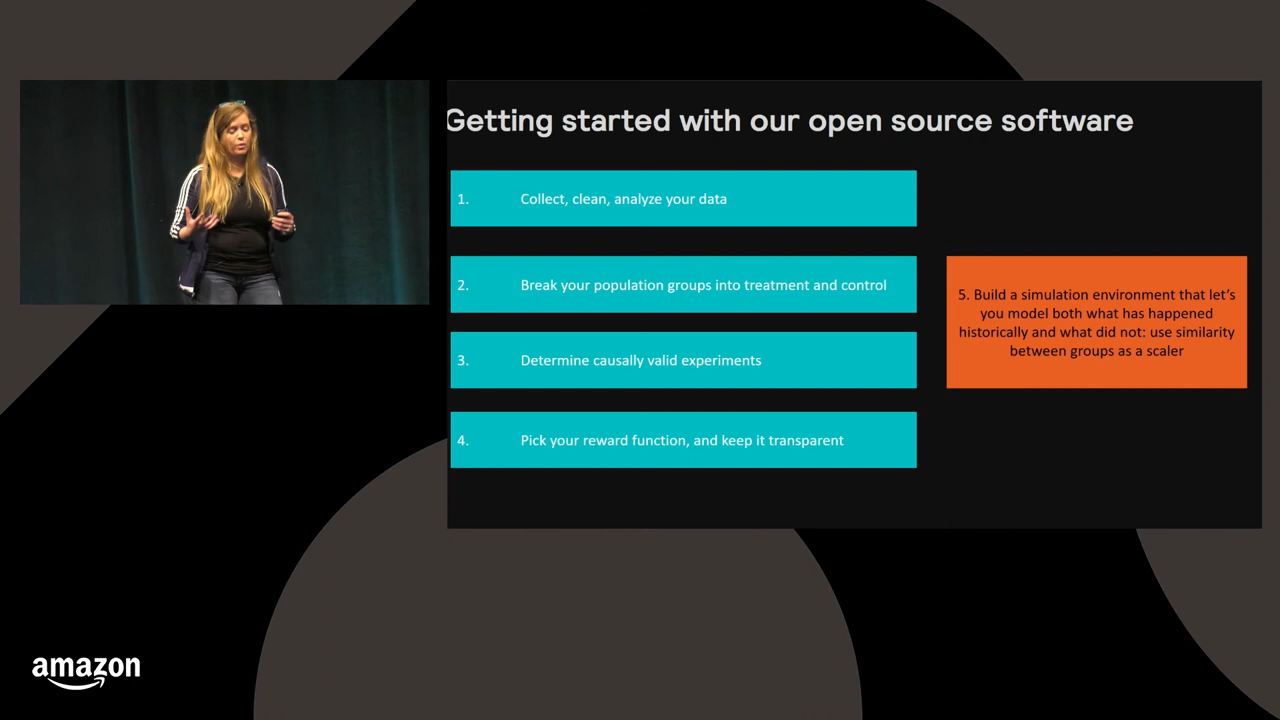 Getting started with our open source software
1. Collect, clean, analyze your data
2. Break your population groups into treatment and control
3. Determine causally valid experiments
4. Pick your reward function, and keep it transparent
5. Build a simulation environment that let's
you model both what has happened
historically and what did not: use similarity
between groups as a scaler
amazon